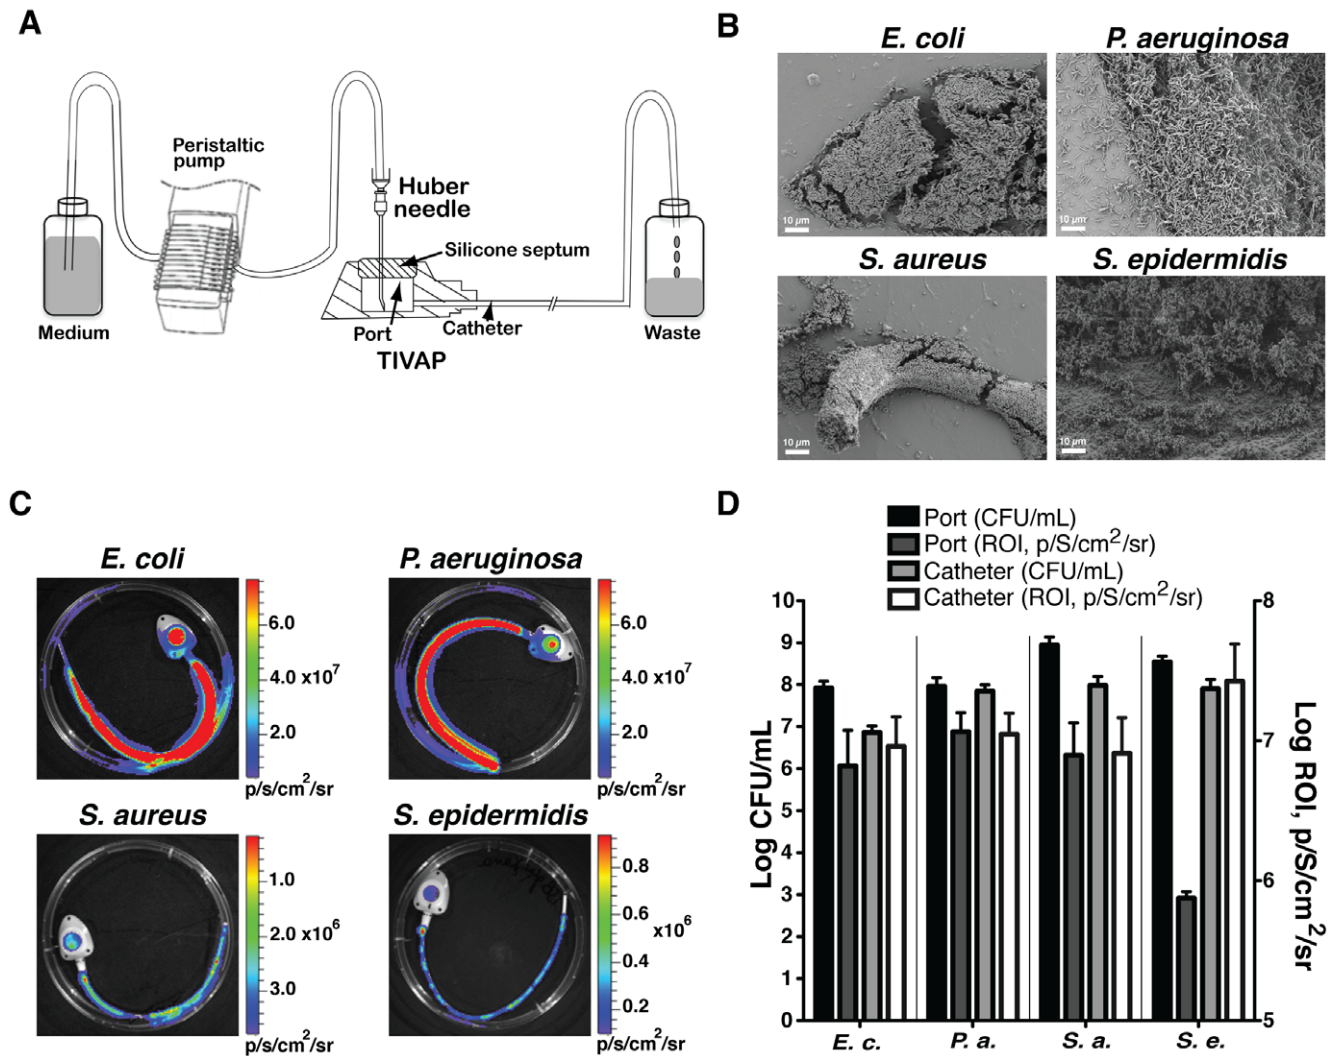 A
Peristaltic
pump
Huber
needle
Silicone septum
Medium
Port
Catheter
TIVAP
Waste
B
E. coli
P. aeruginosa
10 µm
10 µm
S. aureus
S. epidermidis
10 µm
10 µm
C
E. coli
P. aeruginosa
6.0
4.0 x10⁷
2.0
p/s/cm²/sr
6.0
4.0 x10⁷
2.0
p/s/cm²/sr
S. aureus
S. epidermidis
1.0
2.0 x10⁶
3.0
p/s/cm²/sr
0.8
0.6
x10⁶
0.4
0.2
p/s/cm²/sr
D
Port (CFU/mL)
Port (ROI, p/S/cm²/sr)
Catheter (CFU/mL)
Catheter (ROI, p/S/cm²/sr)
Log CFU/mL
10
9
8
7
6
5
4
3
2
1
0
8
7
6
5
Log ROI, p/S/cm²/sr
E. c.
P. a.
S. a.
S. e.